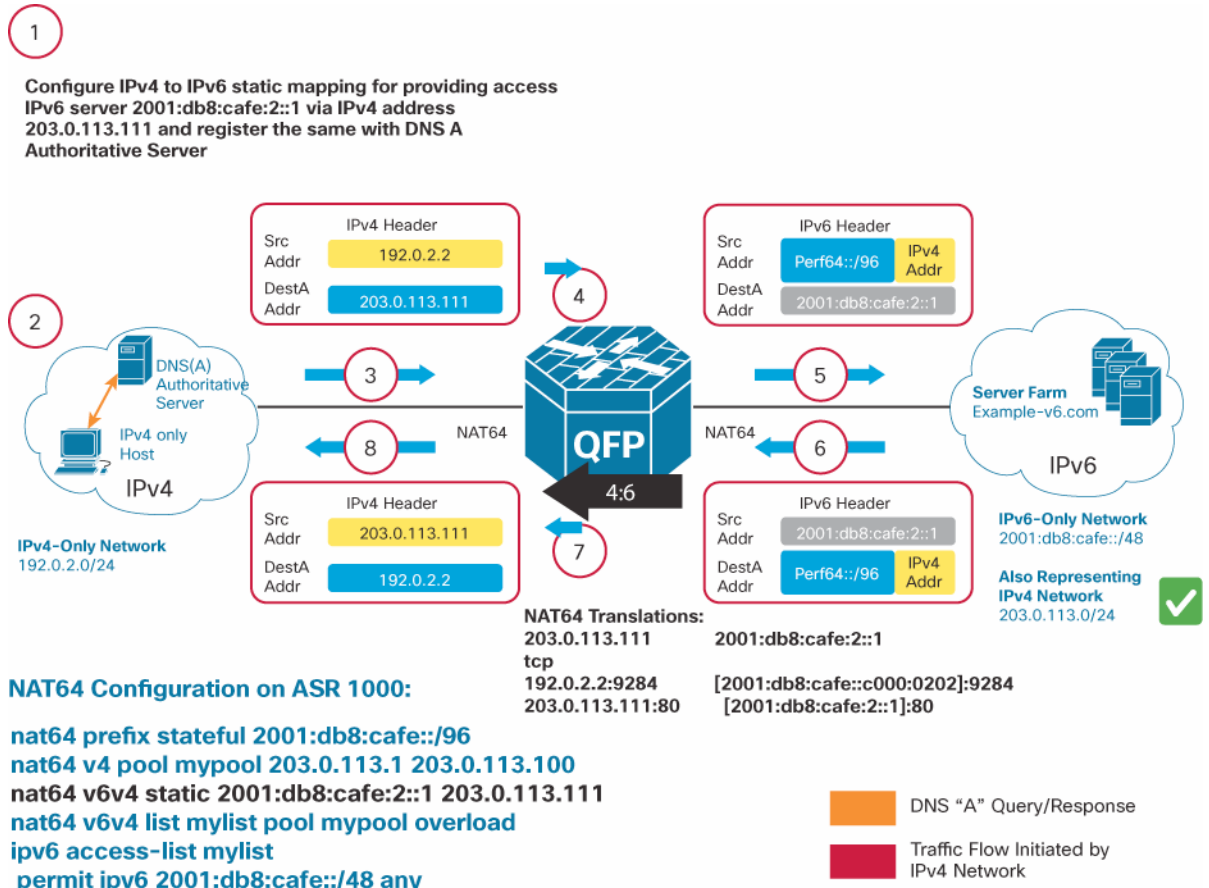 1
Configure IPv4 to IPv6 static mapping for providing access
IPv6 server 2001:db8:cafe:2::1 via IPv4 address
203.0.113.111 and register the same with DNS A
Authoritative Server
IPv4 Header
Src
Addr
192.0.2.2
DestA
Addr
203.0.113.111
4
IPv6 Header
Src
Addr
Perf64::/96
IPv4
Addr
DestA
Addr
2001:db8:cafe:2::1
2
DNS(A)
Authoritative
Server
IPv4 only
Host
?
IPv4
3
8
NAT64
QFP
4:6
NAT64
5
6
Server Farm
Example-v6.com
IPv6
IPv4-Only Network
192.0.2.0/24
IPv4 Header
Src
Addr
203.0.113.111
DestA
Addr
192.0.2.2
7
IPv6 Header
Src
Addr
2001:db8:cafe:2::1
DestA
Addr
Perf64::/96
IPv4
Addr
IPv6-Only Network
2001:db8:cafe::/48
Also Representing
IPv4 Network
203.0.113.0/24
NAT64 Translations:
203.0.113.111 2001:db8:cafe:2::1
tcp
192.0.2.2:9284 [2001:db8:cafe::c000:0202]:9284
203.0.113.111:80 [2001:db8:cafe:2::1]:80
NAT64 Configuration on ASR 1000:
nat64 prefix stateful 2001:db8:cafe::/96
nat64 v4 pool mypool 203.0.113.1 203.0.113.100
nat64 v6v4 static 2001:db8:cafe:2::1 203.0.113.111
nat64 v6v4 list mylist pool mypool overload
ipv6 access-list mylist
permit ipv6 2001:db8:cafe::/48 any
DNS “A” Query/Response
Traffic Flow Initiated by
IPv4 Network